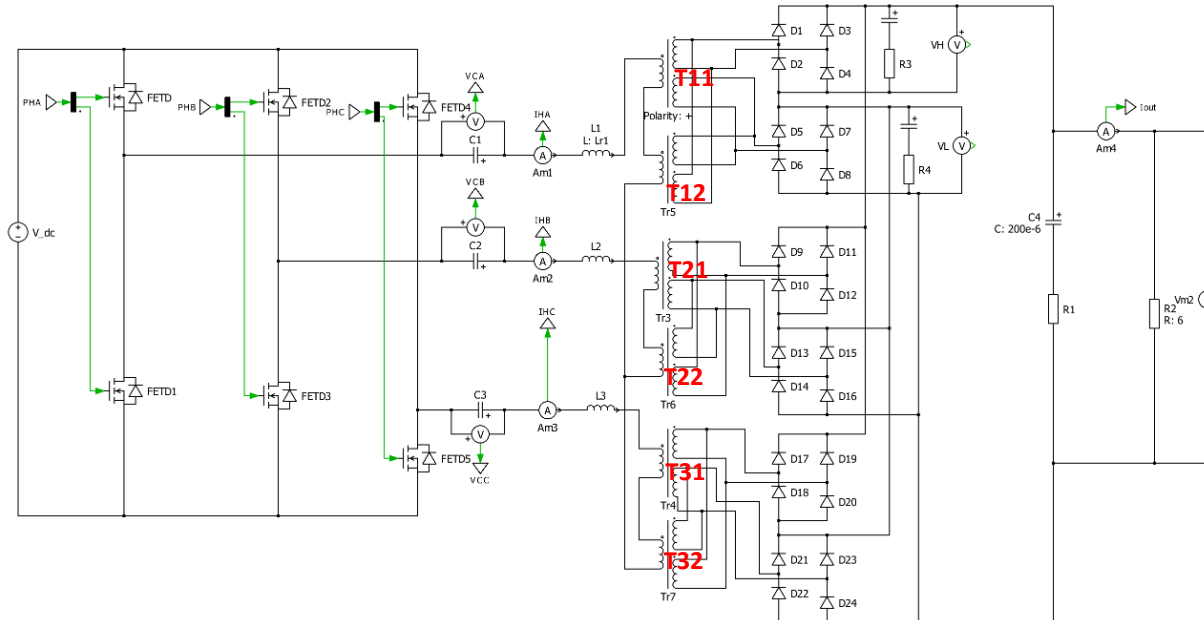 D1
D3
VH
V
R3
D2
D4
T11
VCA
V
FETD
PHA
PHB
FETD2
PHC
FETD4
IHA
L1
L: Lr1
Polarity: +
C1
A
Am1
D5
D7
VL
V
D6
D8
R4
Iout
A
Am4
T12
Tr5
VCB
V
C2
IHB
A
Am2
L2
V_dc
C4
C: 200e-6
D9
D11
T21
D10
D12
Tr3
IHC
R1
R2
R: 6
Vm2
D13
D15
T22
D14
D16
Tr6
FETD1
FETD3
C3
V
VCC
A
Am3
L3
FETD5
D17
D19
T31
Tr4
D18
D20
T32
Tr7
D21
D23
D22
D24